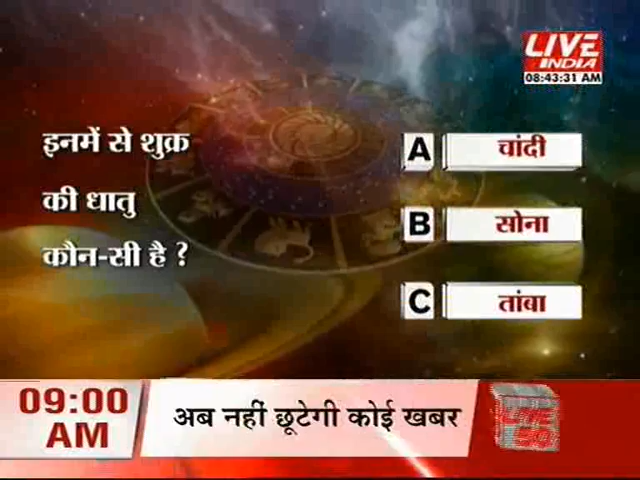 LIVE
INDIA
08:43:31 AM
इनमें से शुक्र
की धातु
कौन-सी है ?
A चांदी
B सोना
C तांबा
09:00
AM
अब नहीं छूटेगी कोई खबर